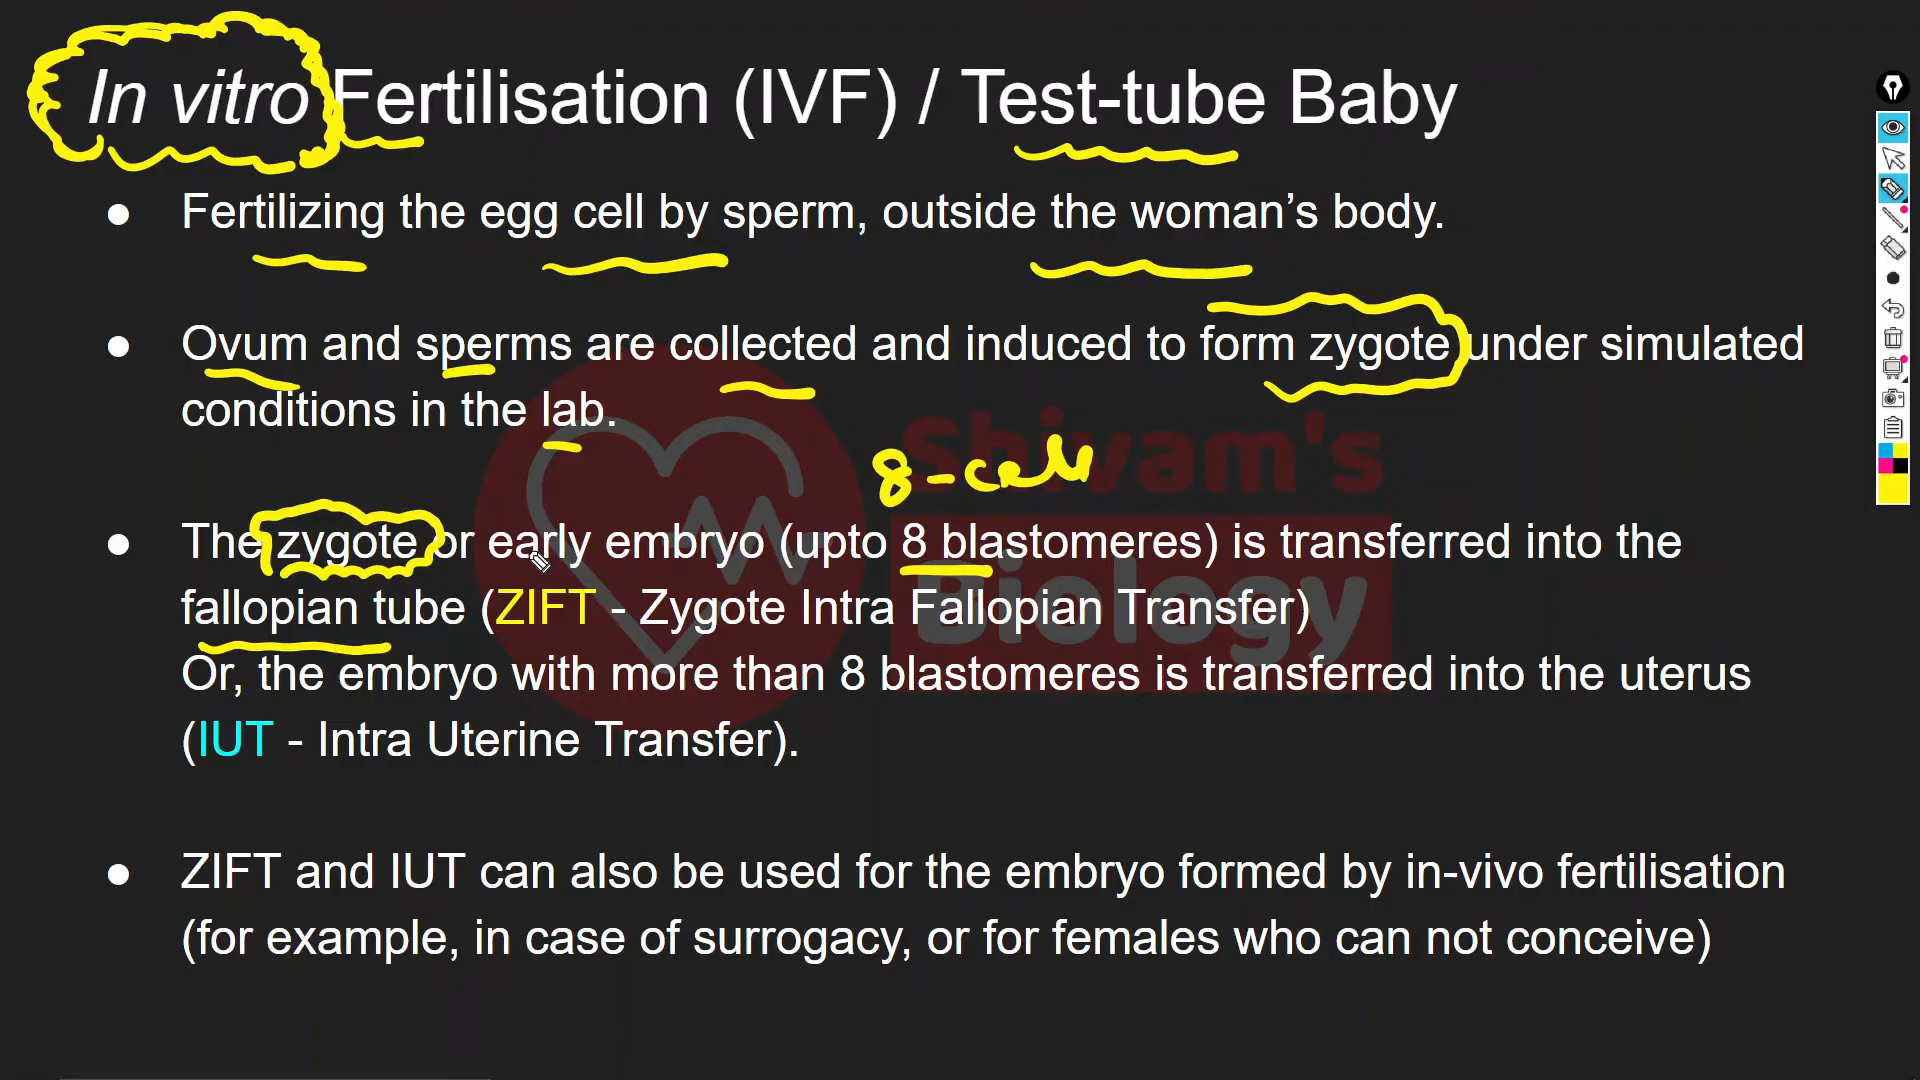 In vitro Fertilisation (IVF) / Test-tube Baby
● Fertilizing the egg cell by sperm, outside the woman’s body.
● Ovum and sperms are collected and induced to form zygote under simulated
conditions in the lab.
8-cell
● The zygote or early embryo (upto 8 blastomeres) is transferred into the
fallopian tube (ZIFT - Zygote Intra Fallopian Transfer)
Or, the embryo with more than 8 blastomeres is transferred into the uterus
(IUT - Intra Uterine Transfer).
● ZIFT and IUT can also be used for the embryo formed by in-vivo fertilisation
(for example, in case of surrogacy, or for females who can not conceive)
Shivam's
Biology